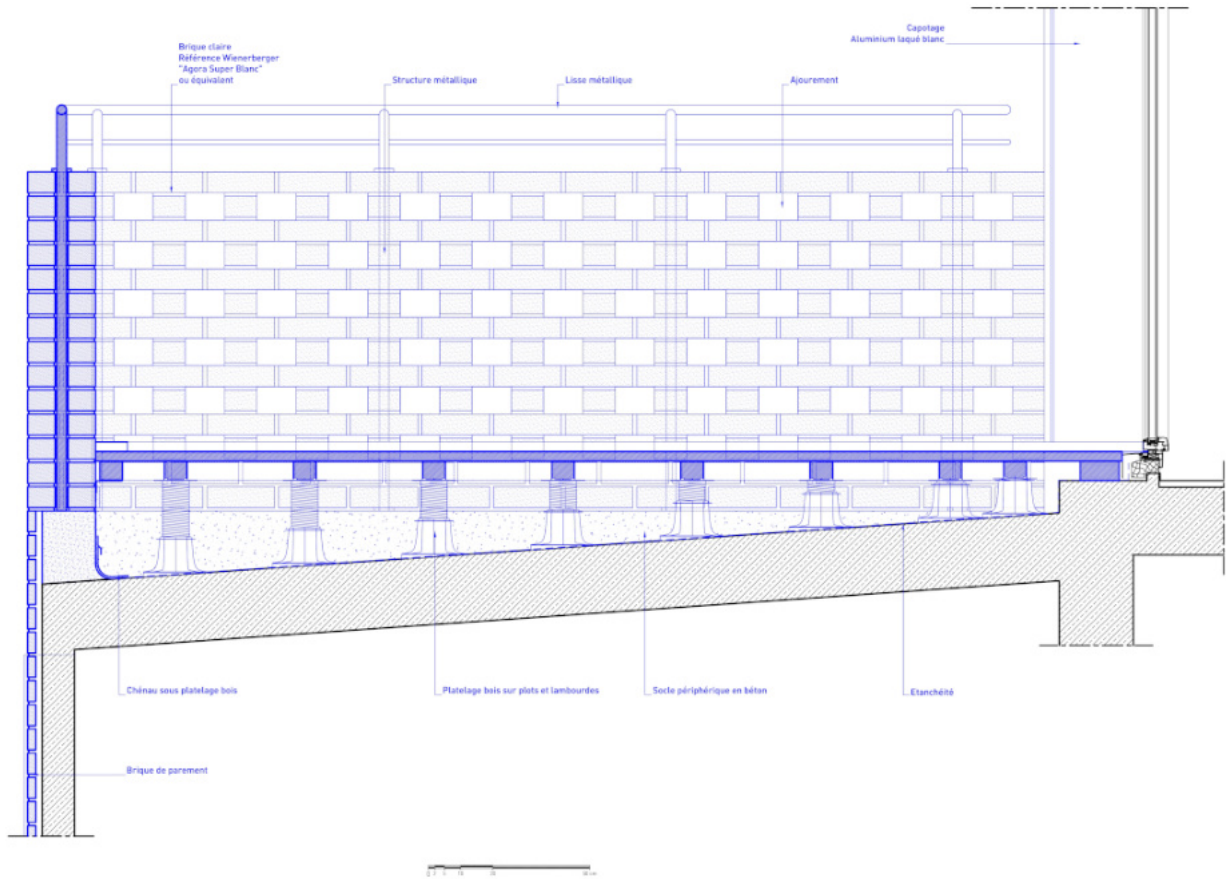 Capotage
Aluminium laqué blanc
Brique claire
Référence Wienerberger
"Agora Super Blanc"
ou équivalent
Structure métallique
Lisse métallique
Ajourement
Chénau sous platelage bois
Platelage bois sur plots et lambourdes
Socle périphérique en béton
Etanchéité
Brique de parement